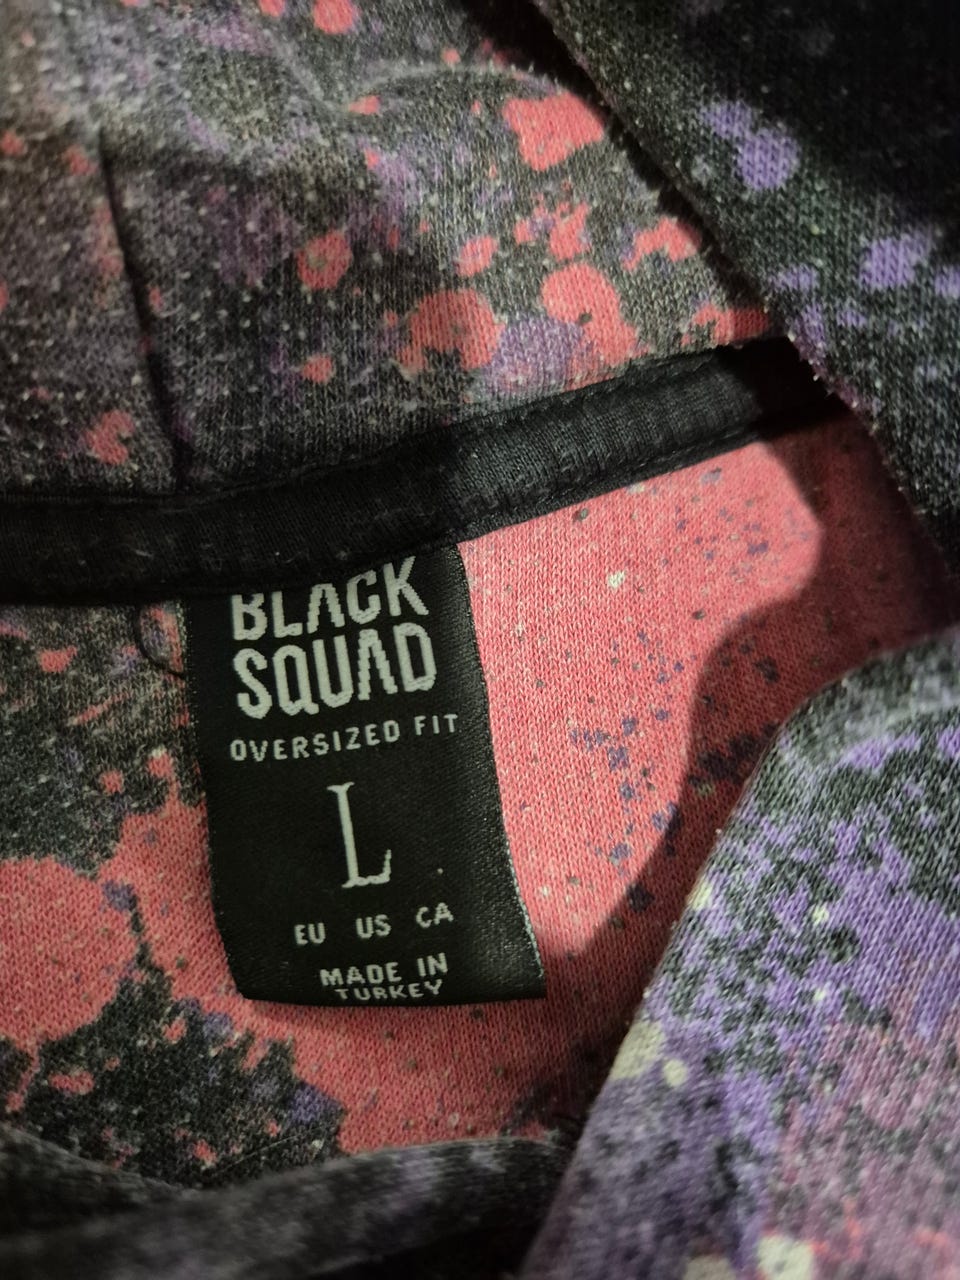 BLACK
SQUAD
OVERSIZED FIT
L
EU US CA
MADE IN
TURKEY